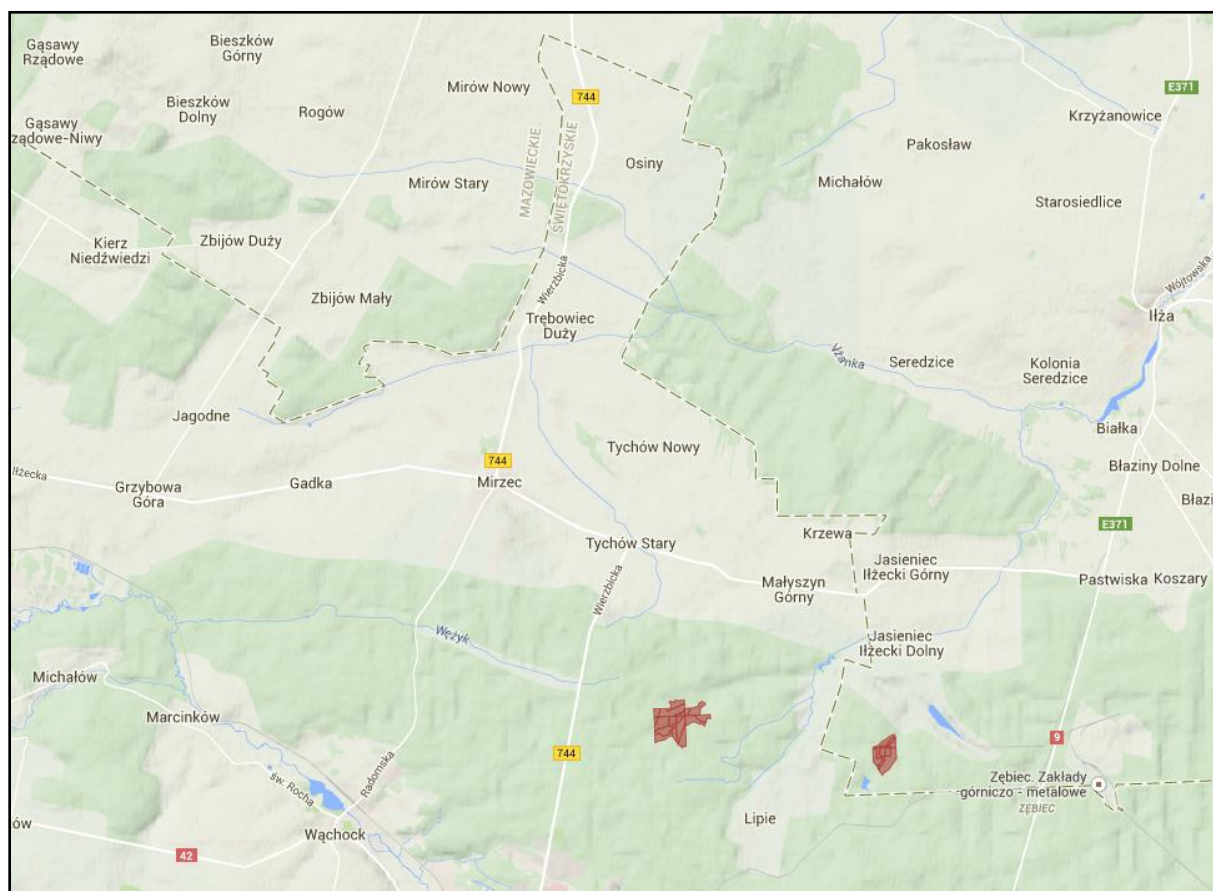 Gąsawy
Rządowe
Bieszków
Górny
Mirów Nowy
744
E371
Bieszków
Dolny
Rogów
Krzyżanowice
Gąsawy
ządowe-Niwy
MAZOWIECKIE
ŚWIĘTOKRZYSKIE
Osiny
Pakosław
Mirów Stary
Michałów
Starosiedlice
Kierz
Niedźwiedzi
Zbijów Duży
Wójtowska
Zbijów Mały
Wierzbicka
Trębowiec
Duży
Iłża
Iłżanka
Seredzice
Kolonia
Seredzice
Jagodne
Białka
Tychów Nowy
744
Iłżecka
Grzybowa
Góra
Gadka
Mirzec
Błaziny Dolne
Błazi
E371
Krzewa
Tychów Stary
Jasieniec
Iłżecki Górny
Małyszyn
Górny
Pastwiska
Koszary
Wierzbicka
Wężyk
Jasieniec
Iłżecki Dolny
Michałów
Marcinków
744
9
Radomska
św. Rocha
Zębiec. Zakłady
górniczo - metalowe
ZĘBIEC
Lipie
ów
Wąchock
42